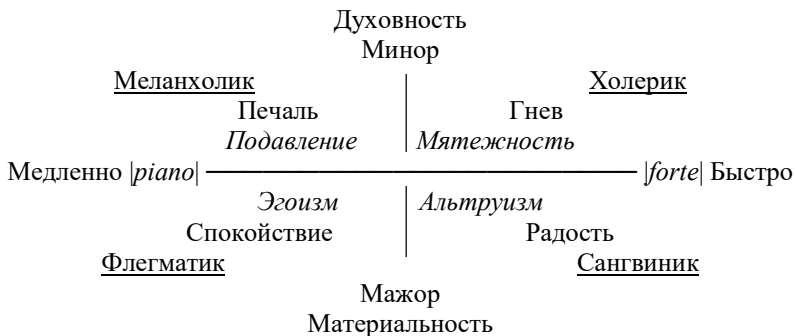 Духовность
Минор
Меланхолик Холерик
Печаль Гнев
Подавление Мятежность
Медленно |piano| |forte| Быстро
Эгоизм Альтруизм
Спокойствие Радость
Флегматик Сангвиник
Мажор
Материальность